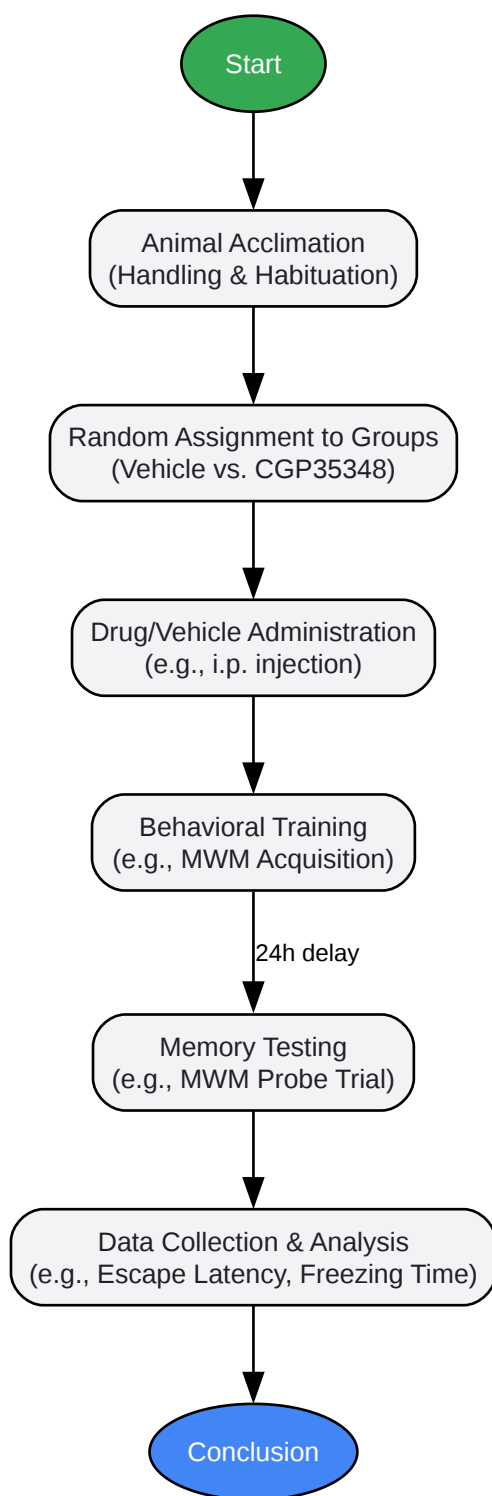 Start
Animal Acclimation
(Handling & Habituation)
Random Assignment to Groups
(Vehicle vs. CGP35348)
Drug/Vehicle Administration
(e.g., i.p. injection)
Behavioral Training
(e.g., MWM Acquisition)
24h delay
Memory Testing
(e.g., MWM Probe Trial)
Data Collection & Analysis
(e.g., Escape Latency, Freezing Time)
Conclusion